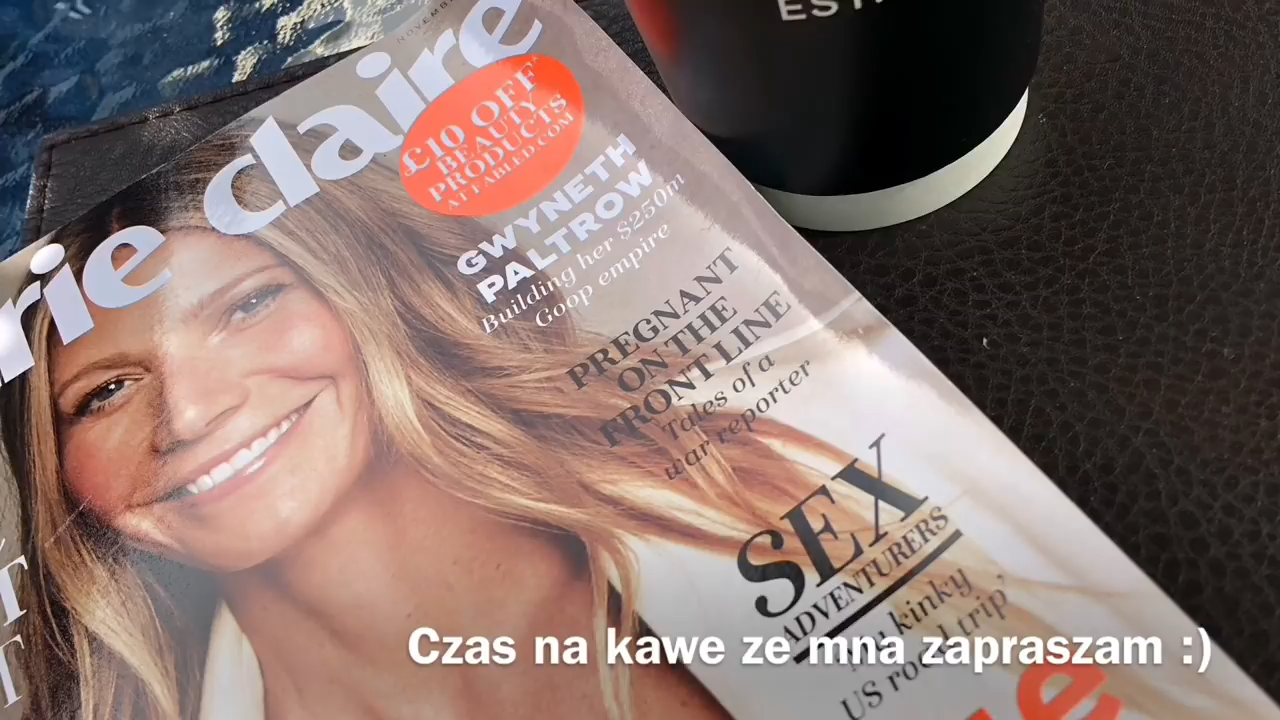 rie claire
£10 OFF*
BEAUTY
PRODUCTS
AT FABLED.COM
GWYNETH
PALTROW
Building her $250m
Goop empire
PREGNANT
ON THE
FRONT LINE
Tales of a
war reporter
SEX
ADVENTURERS
kinky
US road trip'
Czas na kawe ze mna zapraszam :)